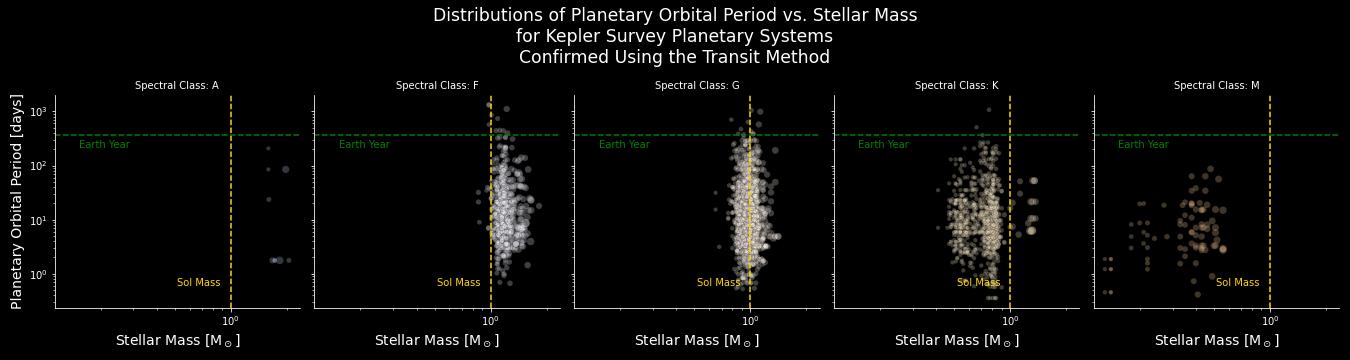 Distributions of Planetary Orbital Period vs. Stellar Mass
for Kepler Survey Planetary Systems
Confirmed Using the Transit Method
Planetary Orbital Period [days]
Spectral Class: A
10³
10²
10¹
10⁰
Earth Year
Sol Mass
10⁰
Stellar Mass [M⊙]
Spectral Class: F
Earth Year
Sol Mass
10⁰
Stellar Mass [M⊙]
Spectral Class: G
Earth Year
Sol Mass
10⁰
Stellar Mass [M⊙]
Spectral Class: K
Earth Year
Sol Mass
10⁰
Stellar Mass [M⊙]
Spectral Class: M
Earth Year
Sol Mass
10⁰
Stellar Mass [M⊙]